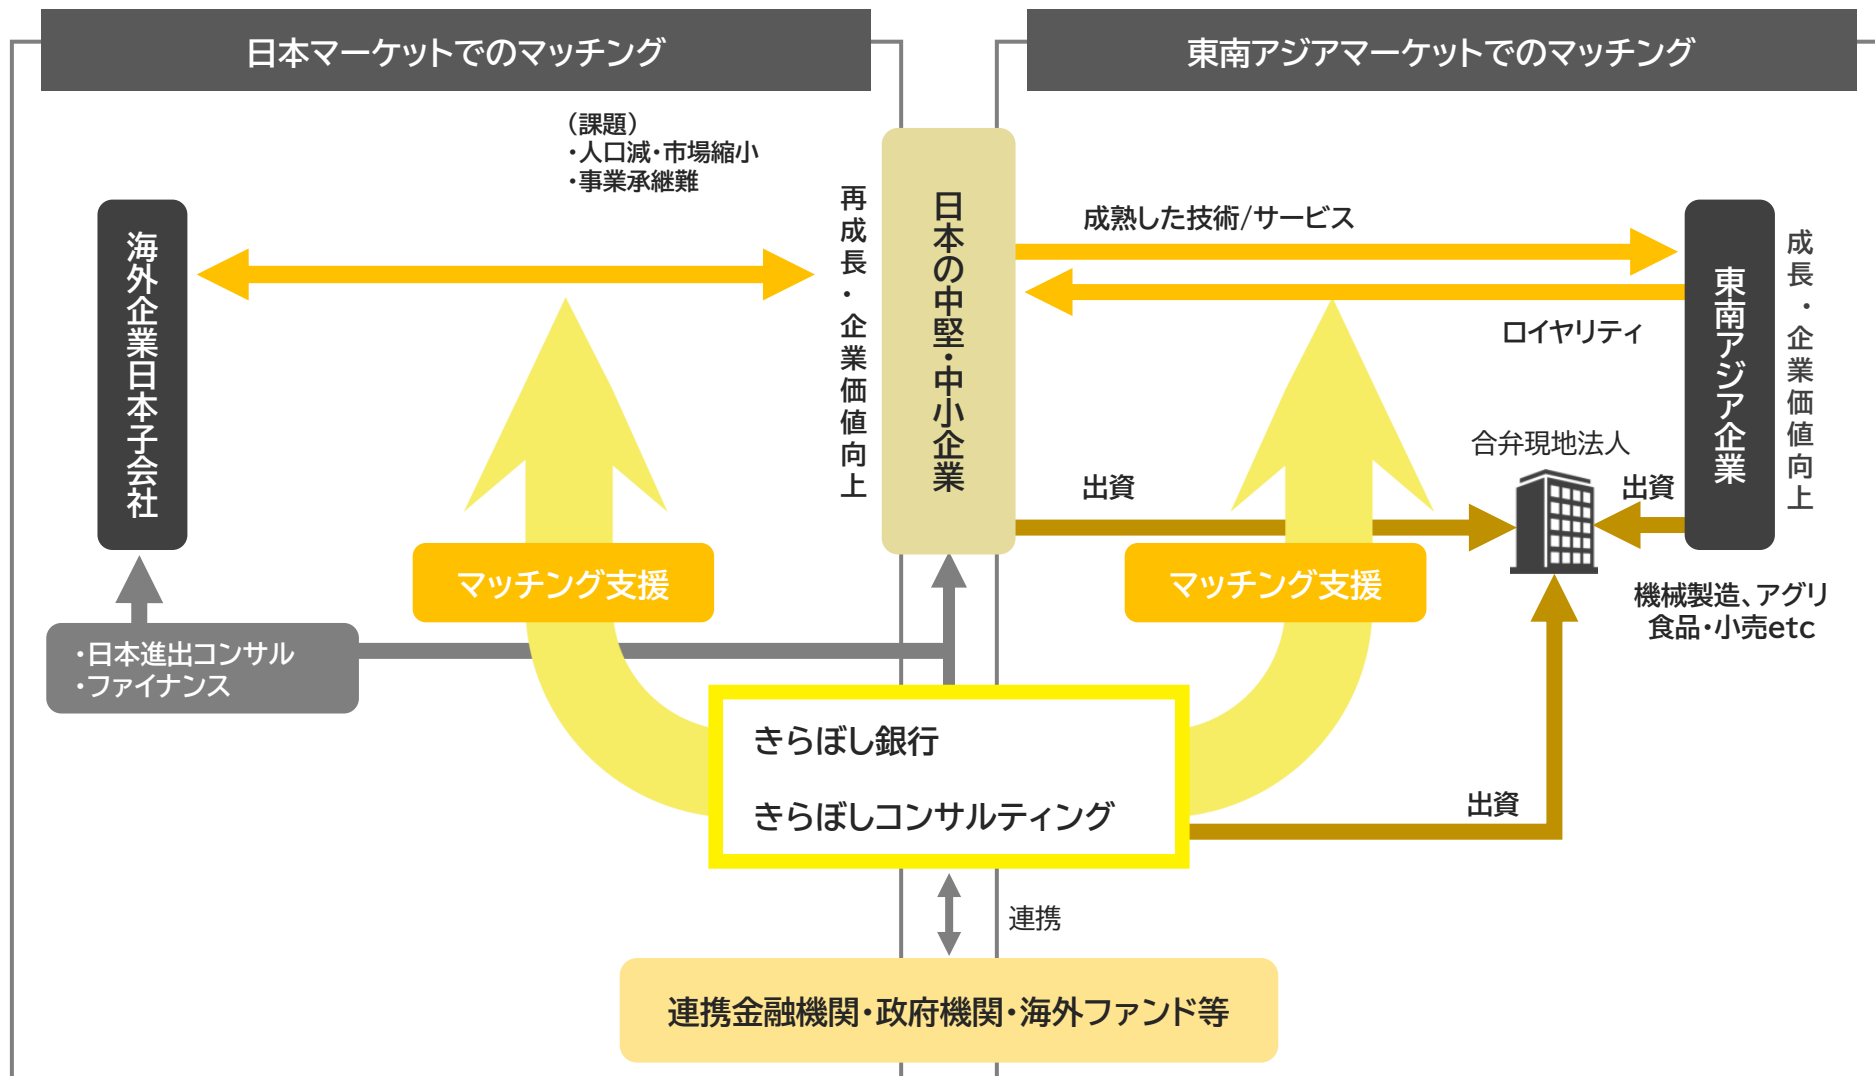 日本マーケットでのマッチング
東南アジアマーケットでのマッチング
（課題）
・人口減・市場縮小
・事業承継難
海外企業日本子会社
再成長・企業価値向上
日本の中堅・中小企業
成熟した技術/サービス
ロイヤリティ
東南アジア企業
成長・企業価値向上
合弁現地法人
出資
出資
マッチング支援
マッチング支援
機械製造、アグリ
食品・小売etc
・日本進出コンサル
・ファイナンス
きらぼし銀行
きらぼしコンサルティング
出資
連携
連携金融機関・政府機関・海外ファンド等